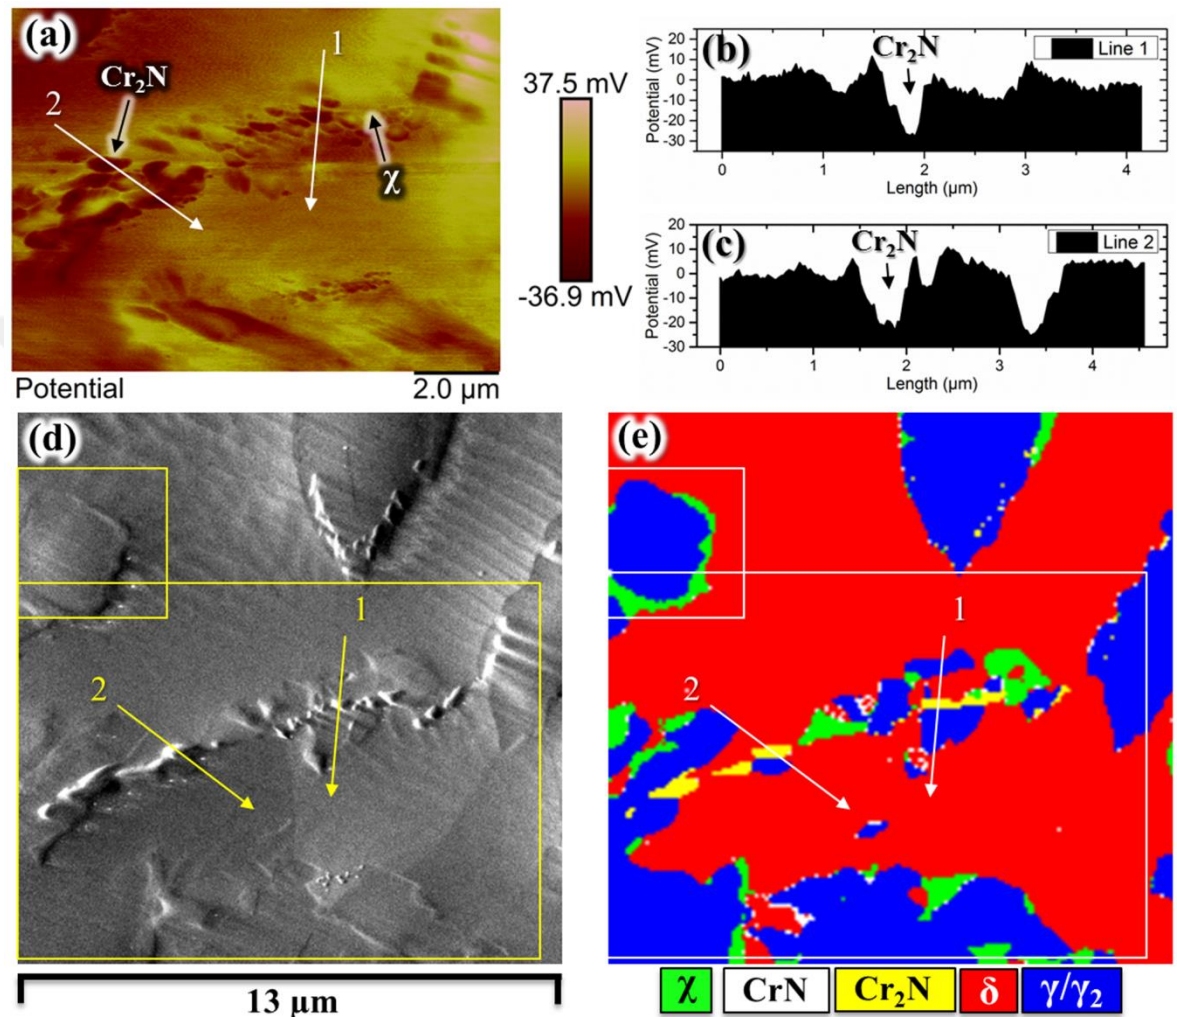 (a)
1
Cr₂N
2
χ
Potential
2.0 μm
37.5 mV
-36.9 mV
(b)
Cr₂N
Line 1
Potential (mV)
20
10
0
-10
-20
-30
0 1 2 3 4
Length (μm)
(c)
Cr₂N
Line 2
Potential (mV)
20
10
0
-10
-20
-30
0 1 2 3 4
Length (μm)
(d)
1
2
13 μm
(e)
1
2
χ CrN Cr₂N δ γ/γ₂